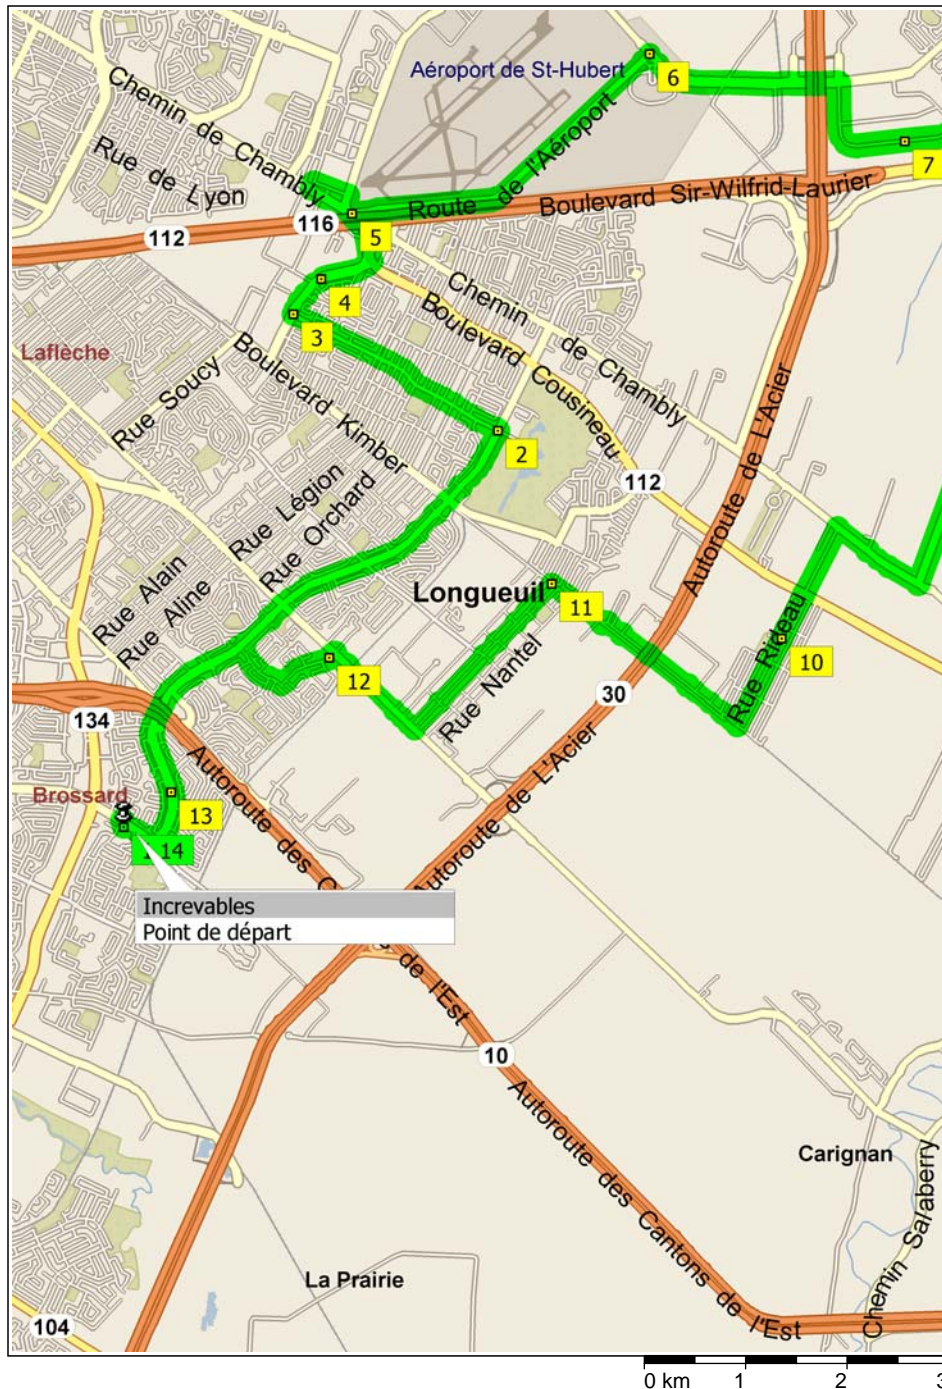 Aéroport de St-Hubert
6
Chemin de Chambly
Rue de Lyon
7
Route de l'Aéroport
Boulevard Sir-Wilfrid-Laurier
116
112
5
4
Chemin de Chambly
3
Boulevard Cousineau
Laflèche
Rue Soucy
Boulevard Kimber
2
112
Autoroute de L'Acier
Rue Légion
Rue Orchard
Rue Alain
Rue Aline
Longueuil
11
Rue Rideau
10
12
Rue Nantel
30
134
Autoroute de L'Acier
Brossard
13
14
Autoroute des
Increvables
Point de départ
de l'Est
10
Autoroute des Cantons de l'Est
Carignan
Chemin Salaberry
La Prairie
104
0 km 1 2 3